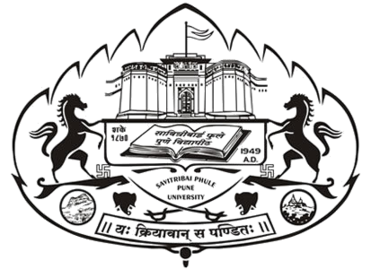 शके
१८७१
सावित्रीबाई फुले
पुणे विद्यापीठ
1949
A.D.
SAVITRIBAI PHULE
PUNE
UNIVERSITY
|| यः क्रियावान् स पण्डितः ||